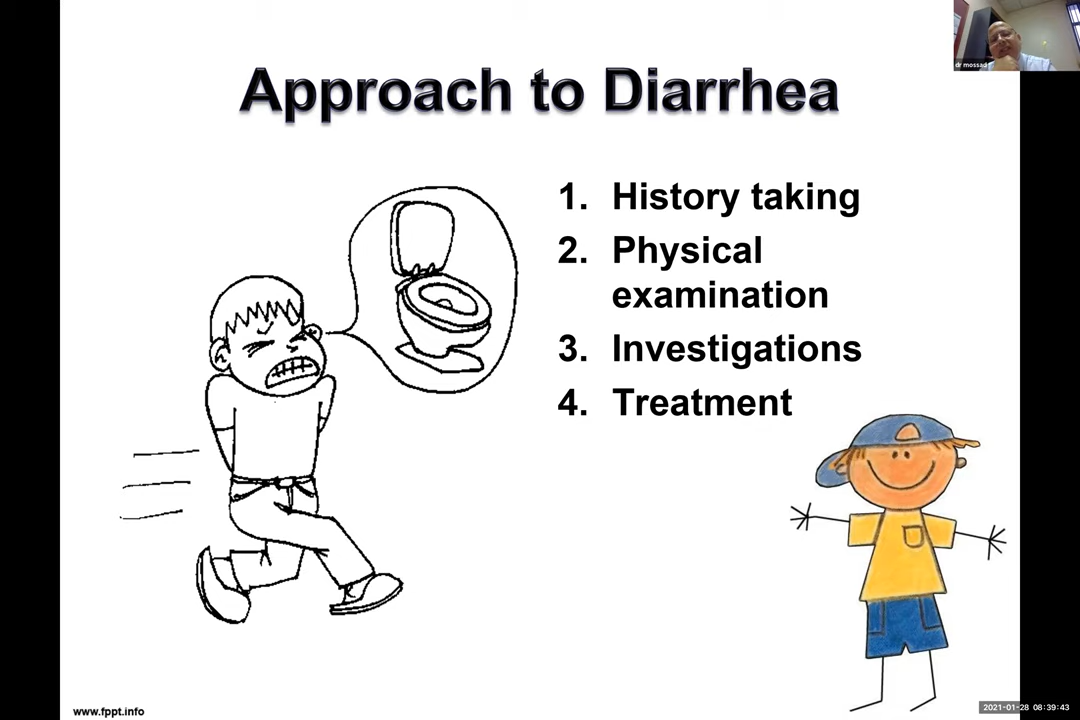 dr mossad
Approach to Diarrhea
1. History taking
2. Physical
examination
3. Investigations
4. Treatment
www.fppt.info
2021-01-28 08:39:43